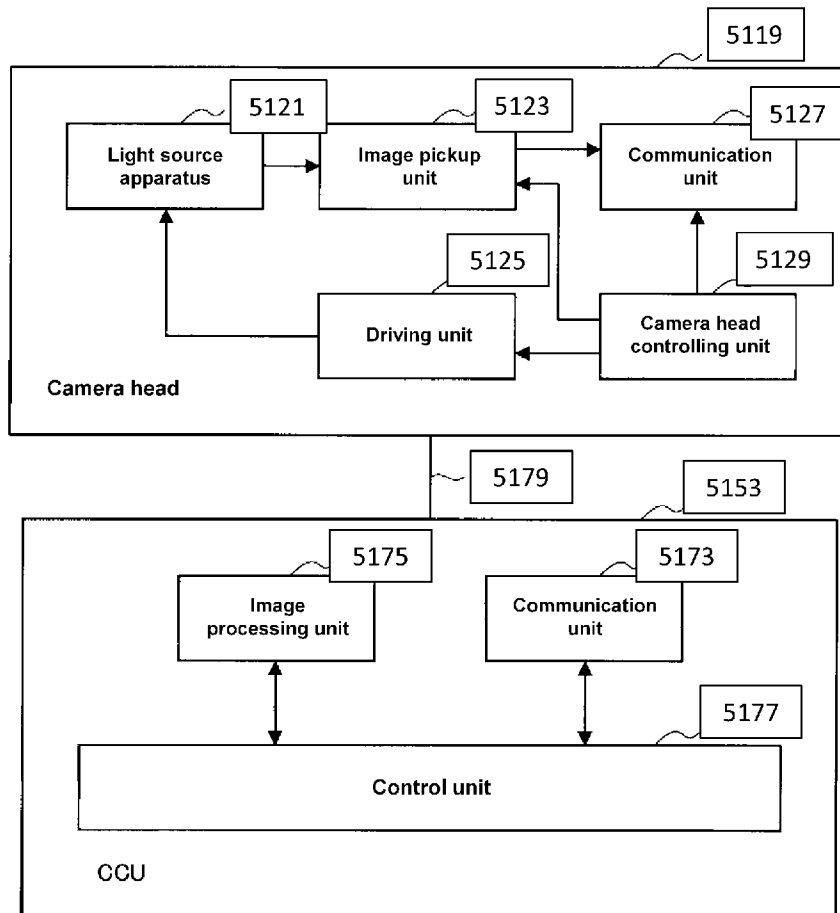 5119
5121
5123
5127
Light source
apparatus
Image pickup
unit
Communication
unit
5125
5129
Driving unit
Camera head
controlling unit
Camera head
5179
5153
5175
5173
Image
processing unit
Communication
unit
5177
Control unit
CCU